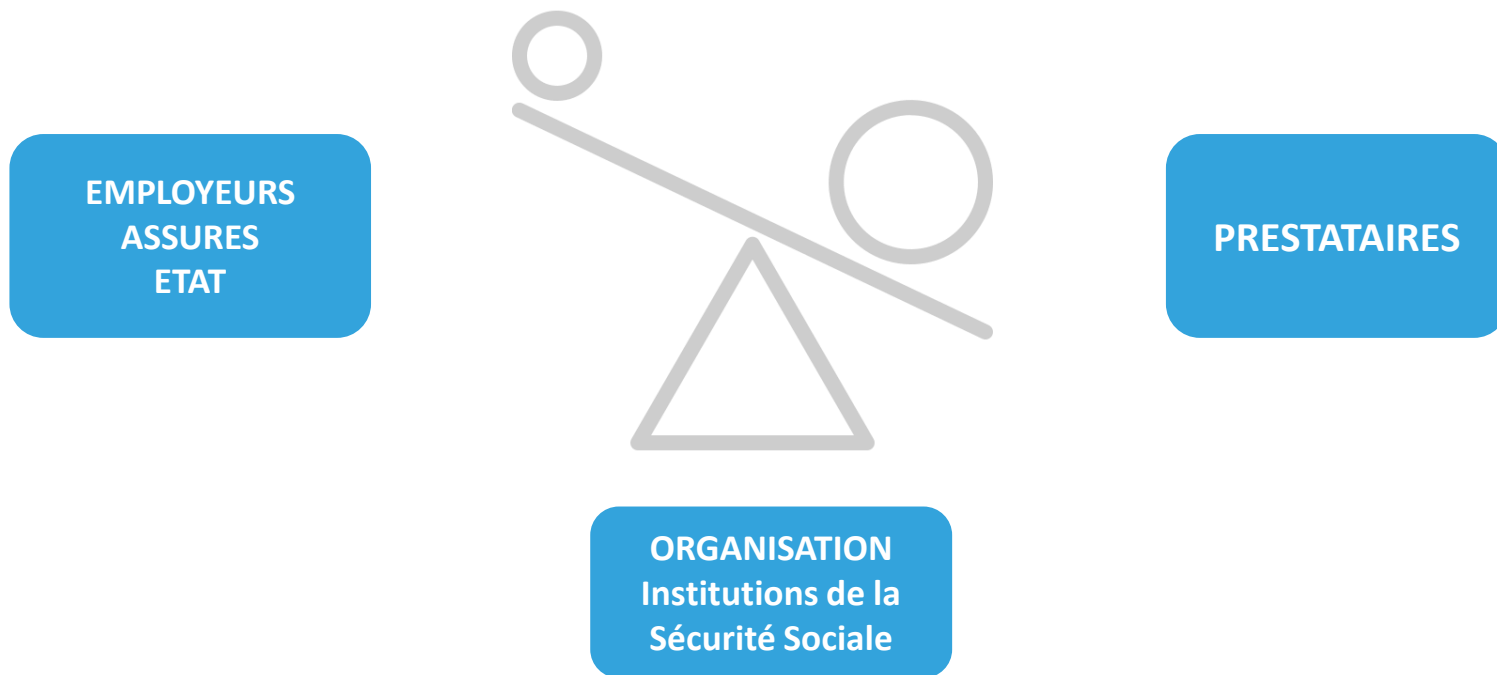 EMPLOYEURS
ASSURES
ETAT
PRESTATAIRES
ORGANISATION
Institutions de la
Sécurité Sociale